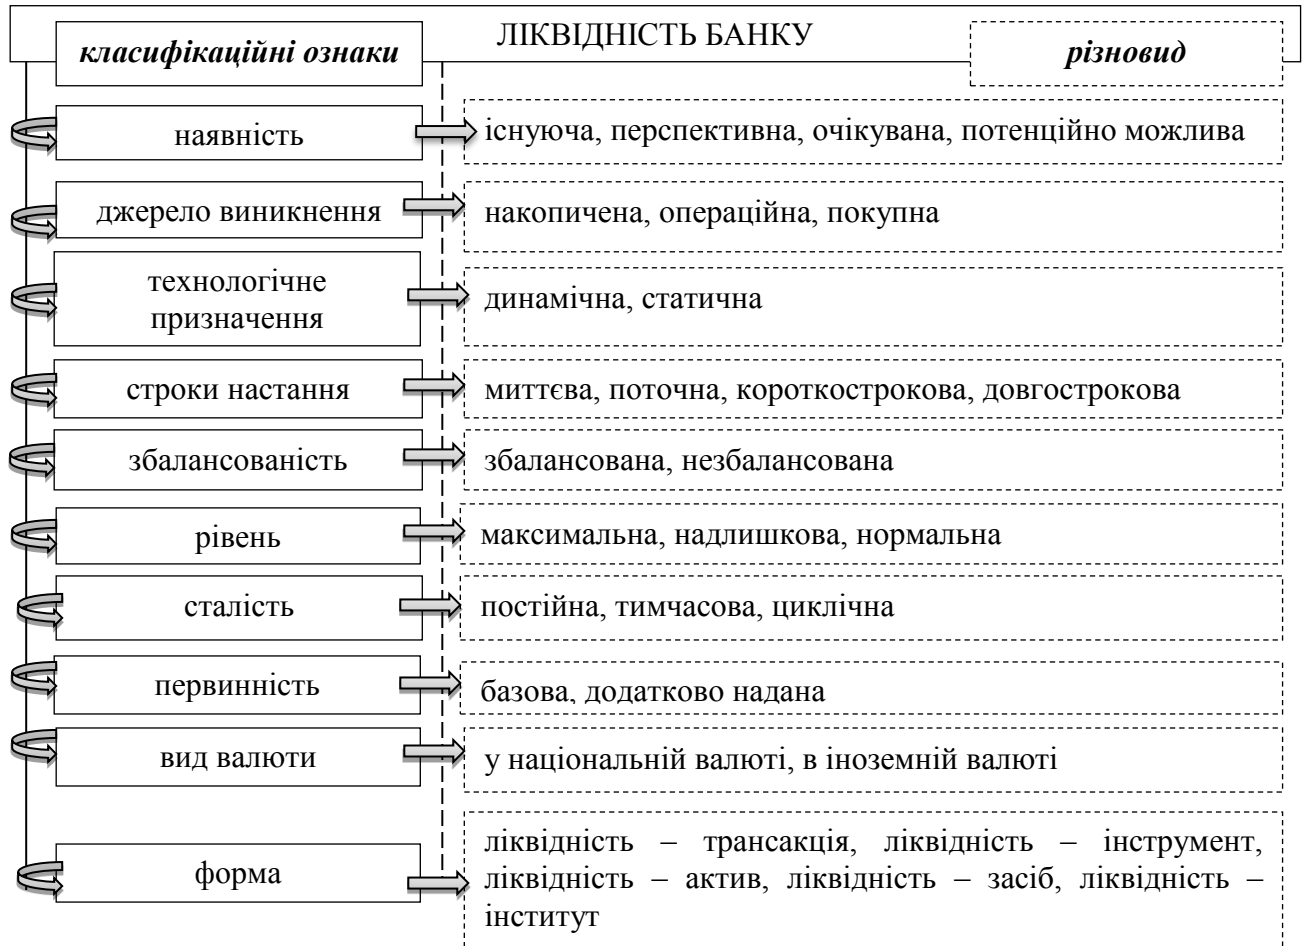 ЛІКВІДНІСТЬ БАНКУ
класифікаційні ознаки
різновид
наявність
існуюча, перспективна, очікувана, потенційно можлива
джерело виникнення
накопичена, операційна, покупна
технологічне
призначення
динамічна, статична
строки настання
миттєва, поточна, короткострокова, довгострокова
збалансованість
збалансована, незбалансована
рівень
максимальна, надлишкова, нормальна
сталість
постійна, тимчасова, циклічна
первинність
базова, додатково надана
вид валюти
у національній валюті, в іноземній валюті
форма
ліквідність – трансакція, ліквідність – інструмент,
ліквідність – актив, ліквідність – засіб, ліквідність –
інститут